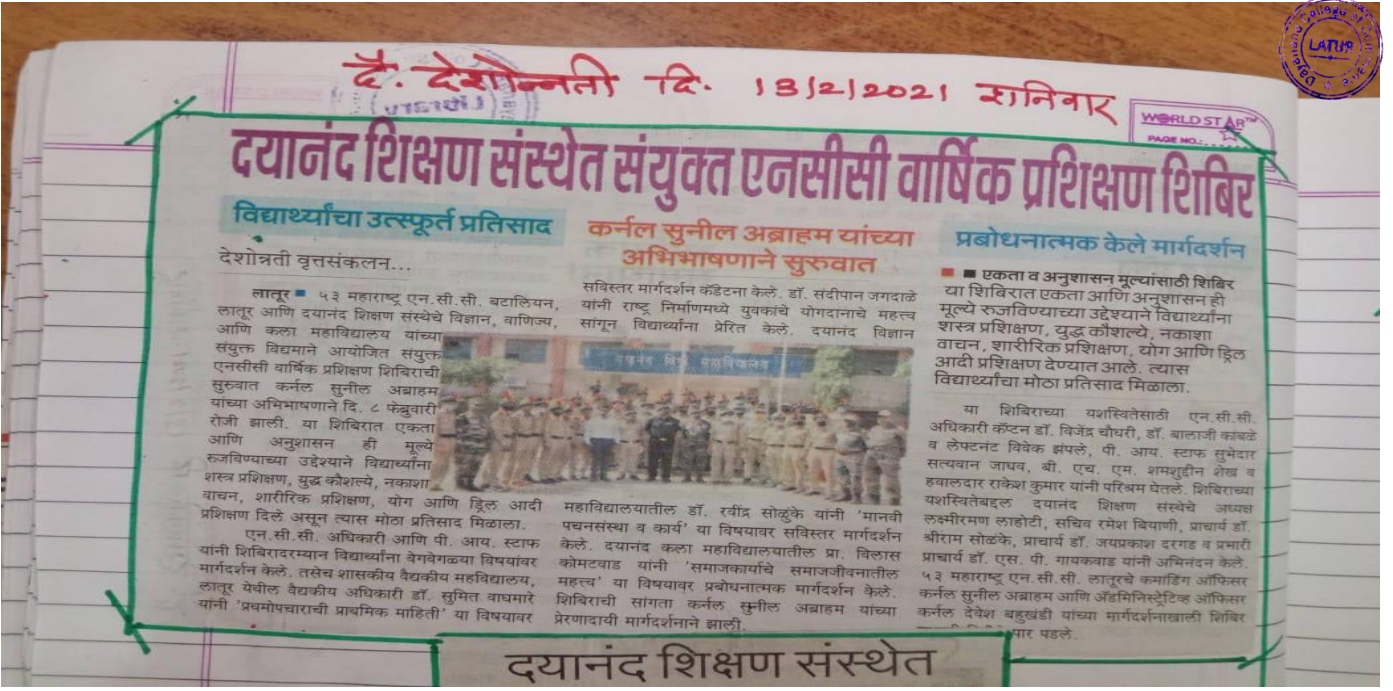 दै. देशोन्नती दि. 13/2/2021 शनिवार
WORLD STAR™
PAGE NO.:
Dayanand College of Commerce
LATUR
दयानंद शिक्षण संस्थेत संयुक्त एनसीसी वार्षिक प्रशिक्षण शिबिर
विद्यार्थ्यांचा उत्स्फूर्त प्रतिसाद
देशोन्नती वृत्तसंकलन...
लातूर ■ ५३ महाराष्ट्र एन.सी.सी. बटालियन,
लातूर आणि दयानंद शिक्षण संस्थेचे विज्ञान, वाणिज्य,
आणि कला महाविद्यालय यांच्या
संयुक्त विद्यमाने आयोजित संयुक्त
एनसीसी वार्षिक प्रशिक्षण शिबिराची
सुरुवात कर्नल सुनील अब्राहम
यांच्या अभिभाषणाने दि. ८ फेब्रुवारी
रोजी झाली. या शिबिरात एकता
आणि अनुशासन ही मूल्ये
रुजविण्याच्या उद्देश्याने विद्यार्थ्यांना
शस्त्र प्रशिक्षण, युद्ध कौशल्ये, नकाशा
वाचन, शारीरिक प्रशिक्षण, योग आणि ड्रिल आदी
प्रशिक्षण दिले असून त्यास मोठा प्रतिसाद मिळाला.
एन.सी.सी. अधिकारी आणि पी. आय. स्टाफ
यांनी शिबिरादरम्यान विद्यार्थ्यांना वेगवेगळ्या विषयांवर
मार्गदर्शन केले. तसेच शासकीय वैद्यकीय महविद्यालय,
लातूर येथील वैद्यकीय अधिकारी डॉ. सुमित वाघमारे
यांनी 'प्रथमोपचाराची प्राथमिक माहिती' या विषयावर
कर्नल सुनील अब्राहम यांच्या
अभिभाषणाने सुरुवात
सविस्तर मार्गदर्शन कॅडेटना केले. डॉ. संदीपान जगदाळे
यांनी राष्ट्र निर्माणमध्ये युवकांचे योगदानाचे महत्त्व
सांगून विद्यार्थ्यांना प्रेरित केले. दयानंद विज्ञान
महाविद्यालयातील डॉ. रवींद्र सोळुंके यांनी 'मानवी
पचनसंस्था व कार्य' या विषयावर सविस्तर मार्गदर्शन
केले. दयानंद कला महाविद्यालयातील प्रा. विलास
कोमटवाड यांनी 'समाजकार्याचे समाजजीवनातील
महत्त्व' या विषयावर प्रबोधनात्मक मार्गदर्शन केले.
शिबिराची सांगता कर्नल सुनील अब्राहम यांच्या
प्रेरणादायी मार्गदर्शनाने झाली.
प्रबोधनात्मक केले मार्गदर्शन
■ ■ एकता व अनुशासन मूल्यांसाठी शिबिर
या शिबिरात एकता आणि अनुशासन ही
मूल्ये रुजविण्याच्या उद्देश्याने विद्यार्थ्यांना
शस्त्र प्रशिक्षण, युद्ध कौशल्ये, नकाशा
वाचन, शारीरिक प्रशिक्षण, योग आणि ड्रिल
आदी प्रशिक्षण देण्यात आले. त्यास
विद्यार्थ्यांचा मोठा प्रतिसाद मिळाला.
या शिबिराच्या यशस्वितेसाठी एन.सी.सी.
अधिकारी कॅप्टन डॉ. विजेंद्र चौधरी, डॉ. बालाजी कांबळे
व लेफ्टनंट विवेक झंपले, पी. आय. स्टाफ सुभेदार
सत्यवान जाधव, बी. एच. एम. शमशुद्दीन शेख व
हवालदार राकेश कुमार यांनी परिश्रम घेतले. शिबिराच्या
यशस्वितेबद्दल दयानंद शिक्षण संस्थेचे अध्यक्ष
लक्ष्मीरमण लाहोटी, सचिव रमेश बियाणी, प्राचार्य डॉ.
श्रीराम सोळंके, प्राचार्य डॉ. जयप्रकाश दरगड व प्रभारी
प्राचार्य डॉ. एस. पी. गायकवाड यांनी अभिनंदन केले.
५३ महाराष्ट्र एन.सी.सी. लातूरचे कमांडिंग ऑफिसर
कर्नल सुनील अब्राहम आणि ॲडमिनिस्ट्रेटिव्ह ऑफिसर
कर्नल देवेश बहुखंडी यांच्या मार्गदर्शनाखाली शिबिर
पार पडले.
दयानंद शिक्षण संस्थेत